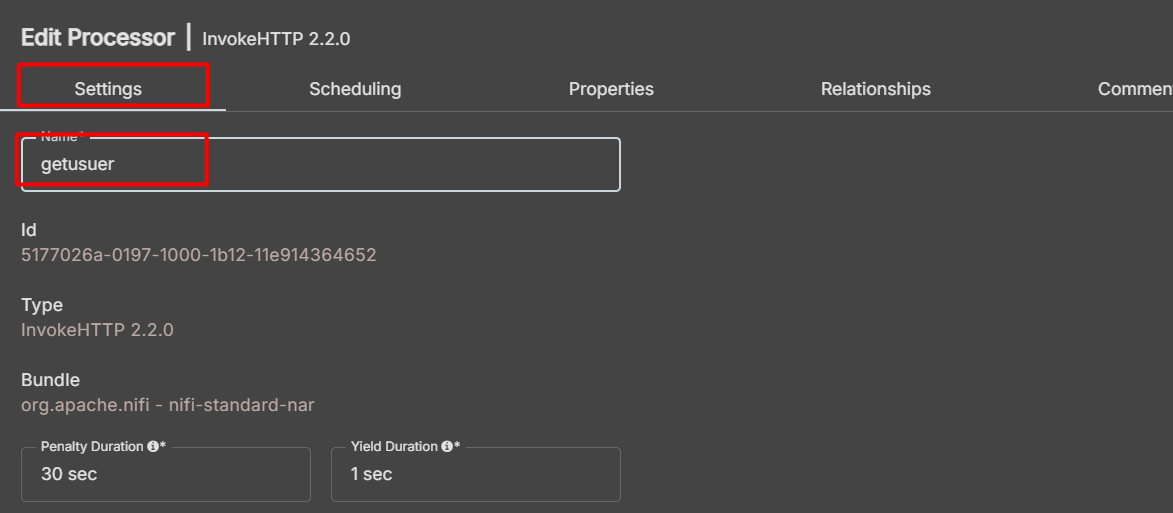 Edit Processor | InvokeHTTP 2.2.0
Settings Scheduling Properties Relationships Commen
Name*
getusuer
Id
5177026a-0197-1000-1b12-11e914364652
Type
InvokeHTTP 2.2.0
Bundle
org.apache.nifi - nifi-standard-nar
Penalty Duration * Yield Duration *
30 sec 1 sec